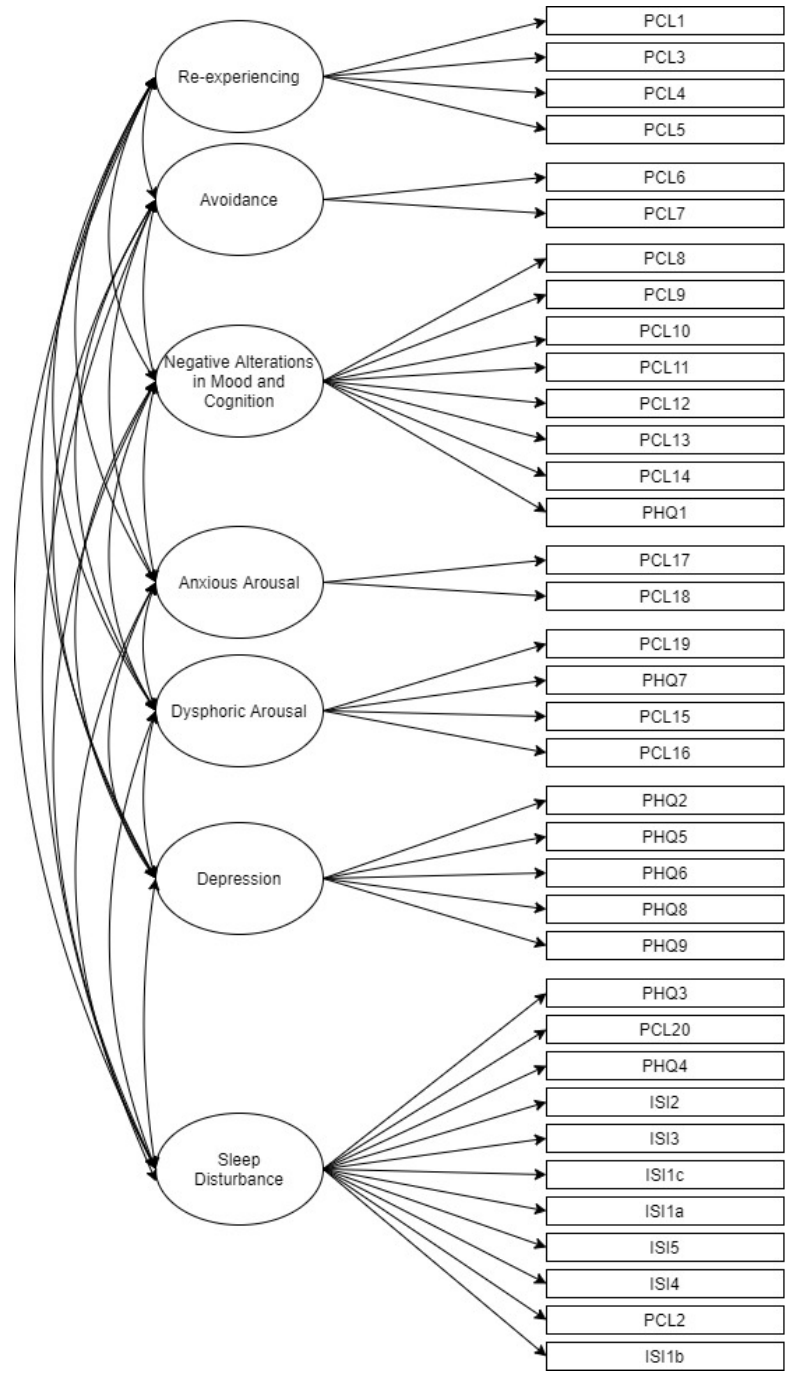 Re-experiencing
PCL1
PCL3
PCL4
PCL5
Avoidance
PCL6
PCL7
Negative Alterations
in Mood and
Cognition
PCL8
PCL9
PCL10
PCL11
PCL12
PCL13
PCL14
PHQ1
Anxious Arousal
PCL17
PCL18
Dysphoric Arousal
PCL19
PHQ7
PCL15
PCL16
Depression
PHQ2
PHQ5
PHQ6
PHQ8
PHQ9
Sleep
Disturbance
PHQ3
PCL20
PHQ4
ISI2
ISI3
ISI1c
ISI1a
ISI5
ISI4
PCL2
ISI1b